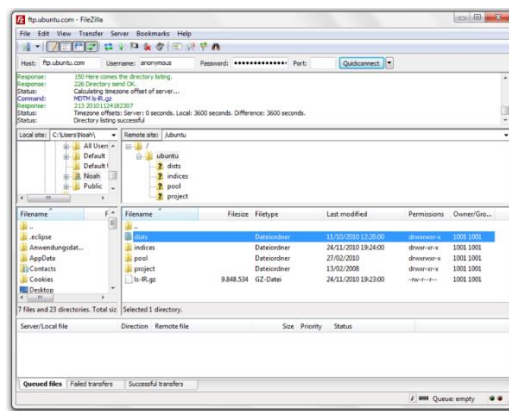 ftp.ubuntu.com - FileZilla
File Edit View Transfer Server Bookmarks Help
Host: ftp.ubuntu.com Username: anonymous Password: •••••••••••••• Port: Quickconnect
Response: 150 Here comes the directory listing.
Response: 226 Directory send OK.
Status: Calculating timezone offset of server...
Command: MDTM ls-lR.gz
Response: 213 20101124182307
Status: Timezone offsets: Server: 0 seconds. Local: 3600 seconds. Difference: 3600 seconds.
Status: Directory listing successful
Local site: C:\Users\Noah\
All Users
Default
Default
Noah
Public
Remote site: /ubuntu
/
ubuntu
dists
indices
pool
project
Filename
..
.eclipse
Anwendungsdat...
AppData
Contacts
Cookies
Desktop
7 files and 23 directories. Total siz
Filename Filesize Filetype Last modified Permissions Owner/Gro...
..
dists Dateiordner 11/10/2010 12:20:00 drwxrwxr-x 1001 1001
indices Dateiordner 24/11/2010 19:24:00 drwxr-xr-x 1001 1001
pool Dateiordner 27/02/2010 drwxrwxr-x 1001 1001
project Dateiordner 13/02/2008 drwxr-xr-x 1001 1001
ls-lR.gz 9.848.534 GZ-Datei 24/11/2010 19:23:00 -rw-r--r-- 1001 1001
Selected 1 directory.
Server/Local file Direction Remote file Size Priority Status
Queued files Failed transfers Successful transfers
Queue: empty